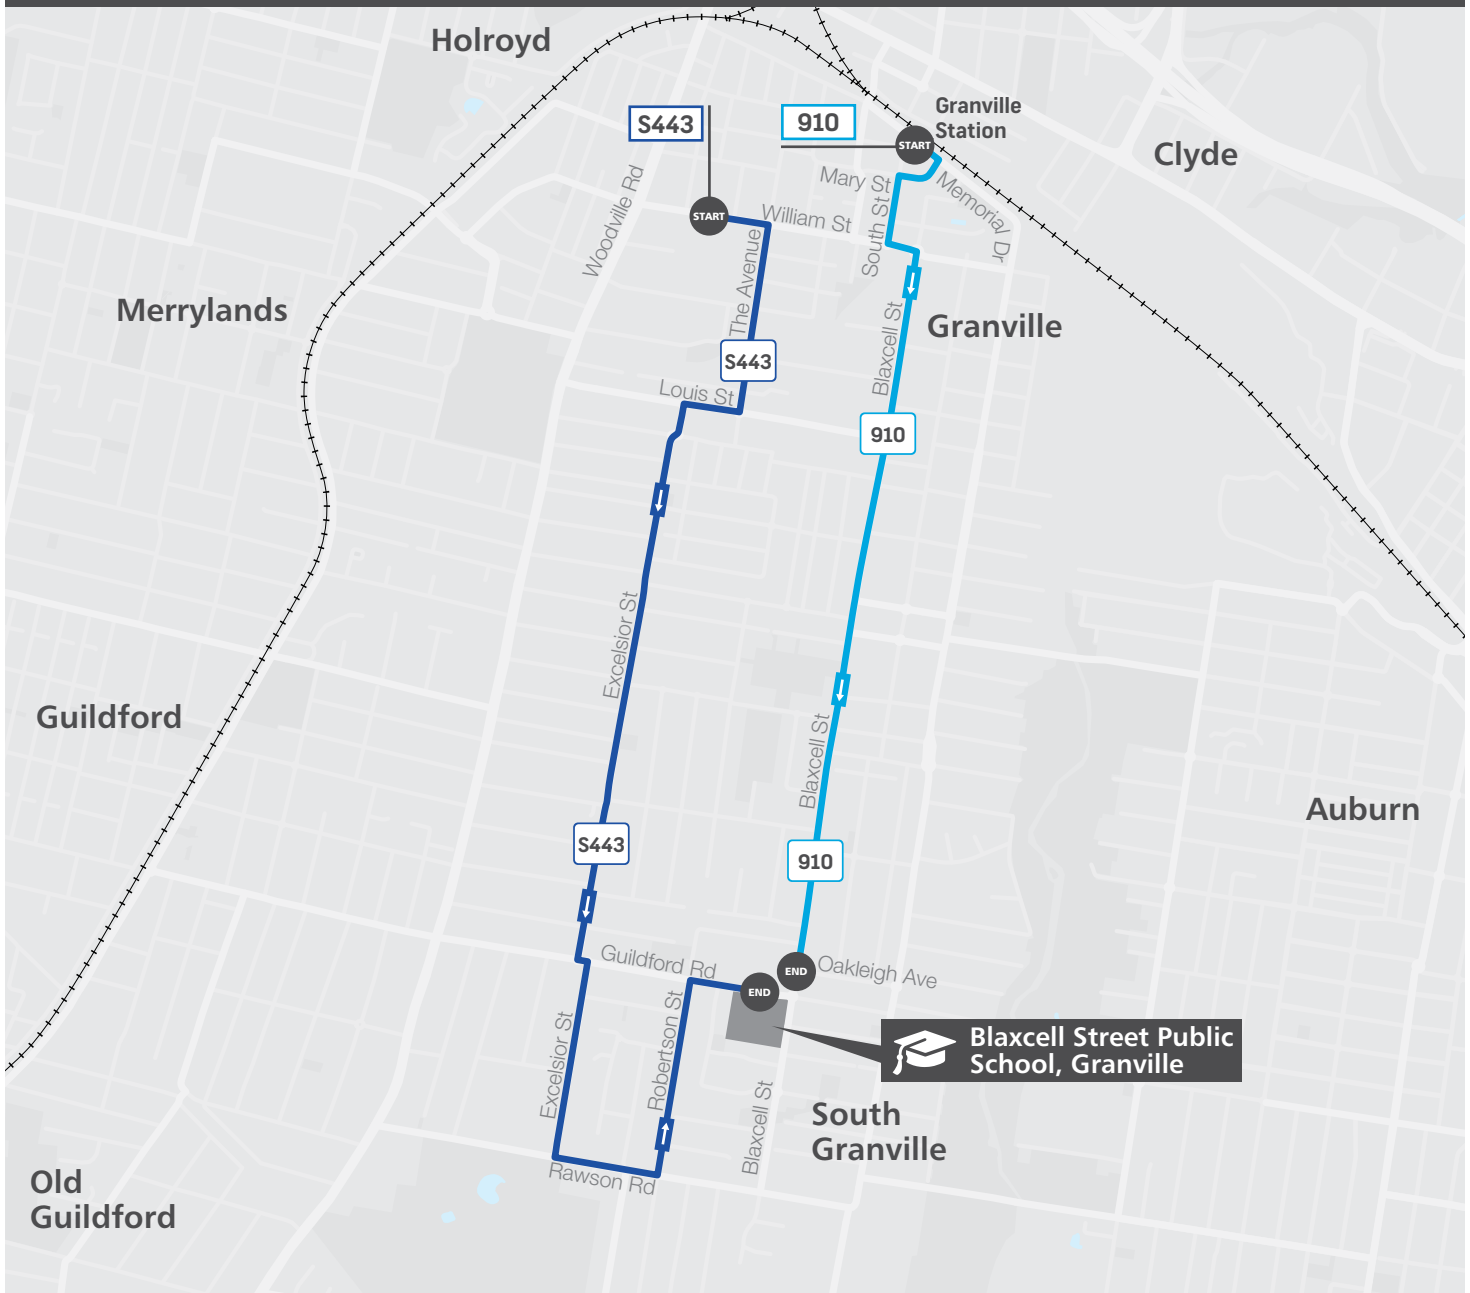 Holroyd
S443
910
Granville
Station
START
Clyde
Mary St
Memorial Dr
Woodville Rd
START
William St
South St
The Avenue
Merrylands
Blaxcell St
Granville
S443
Louis St
910
Excelsior St
Guildford
Blaxcell St
Auburn
S443
910
Guildford Rd
END
Oakleigh Ave
END
Excelsior St
Robertson St
Blaxcell Street Public
School, Granville
Blaxcell St
South
Granville
Rawson Rd
Old
Guildford